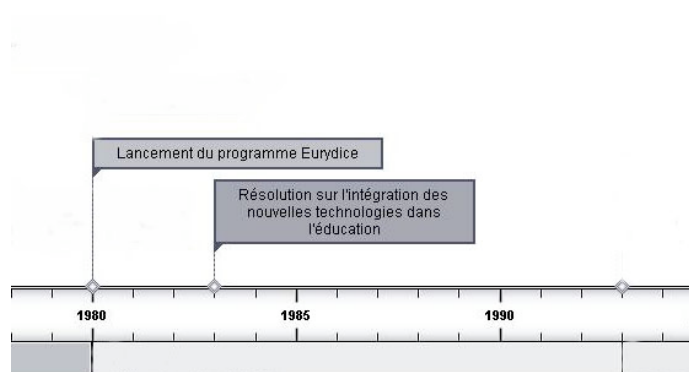 Lancement du programme Eurydice
Résolution sur l'intégration des
nouvelles technologies dans
l'éducation
1980 1985 1990